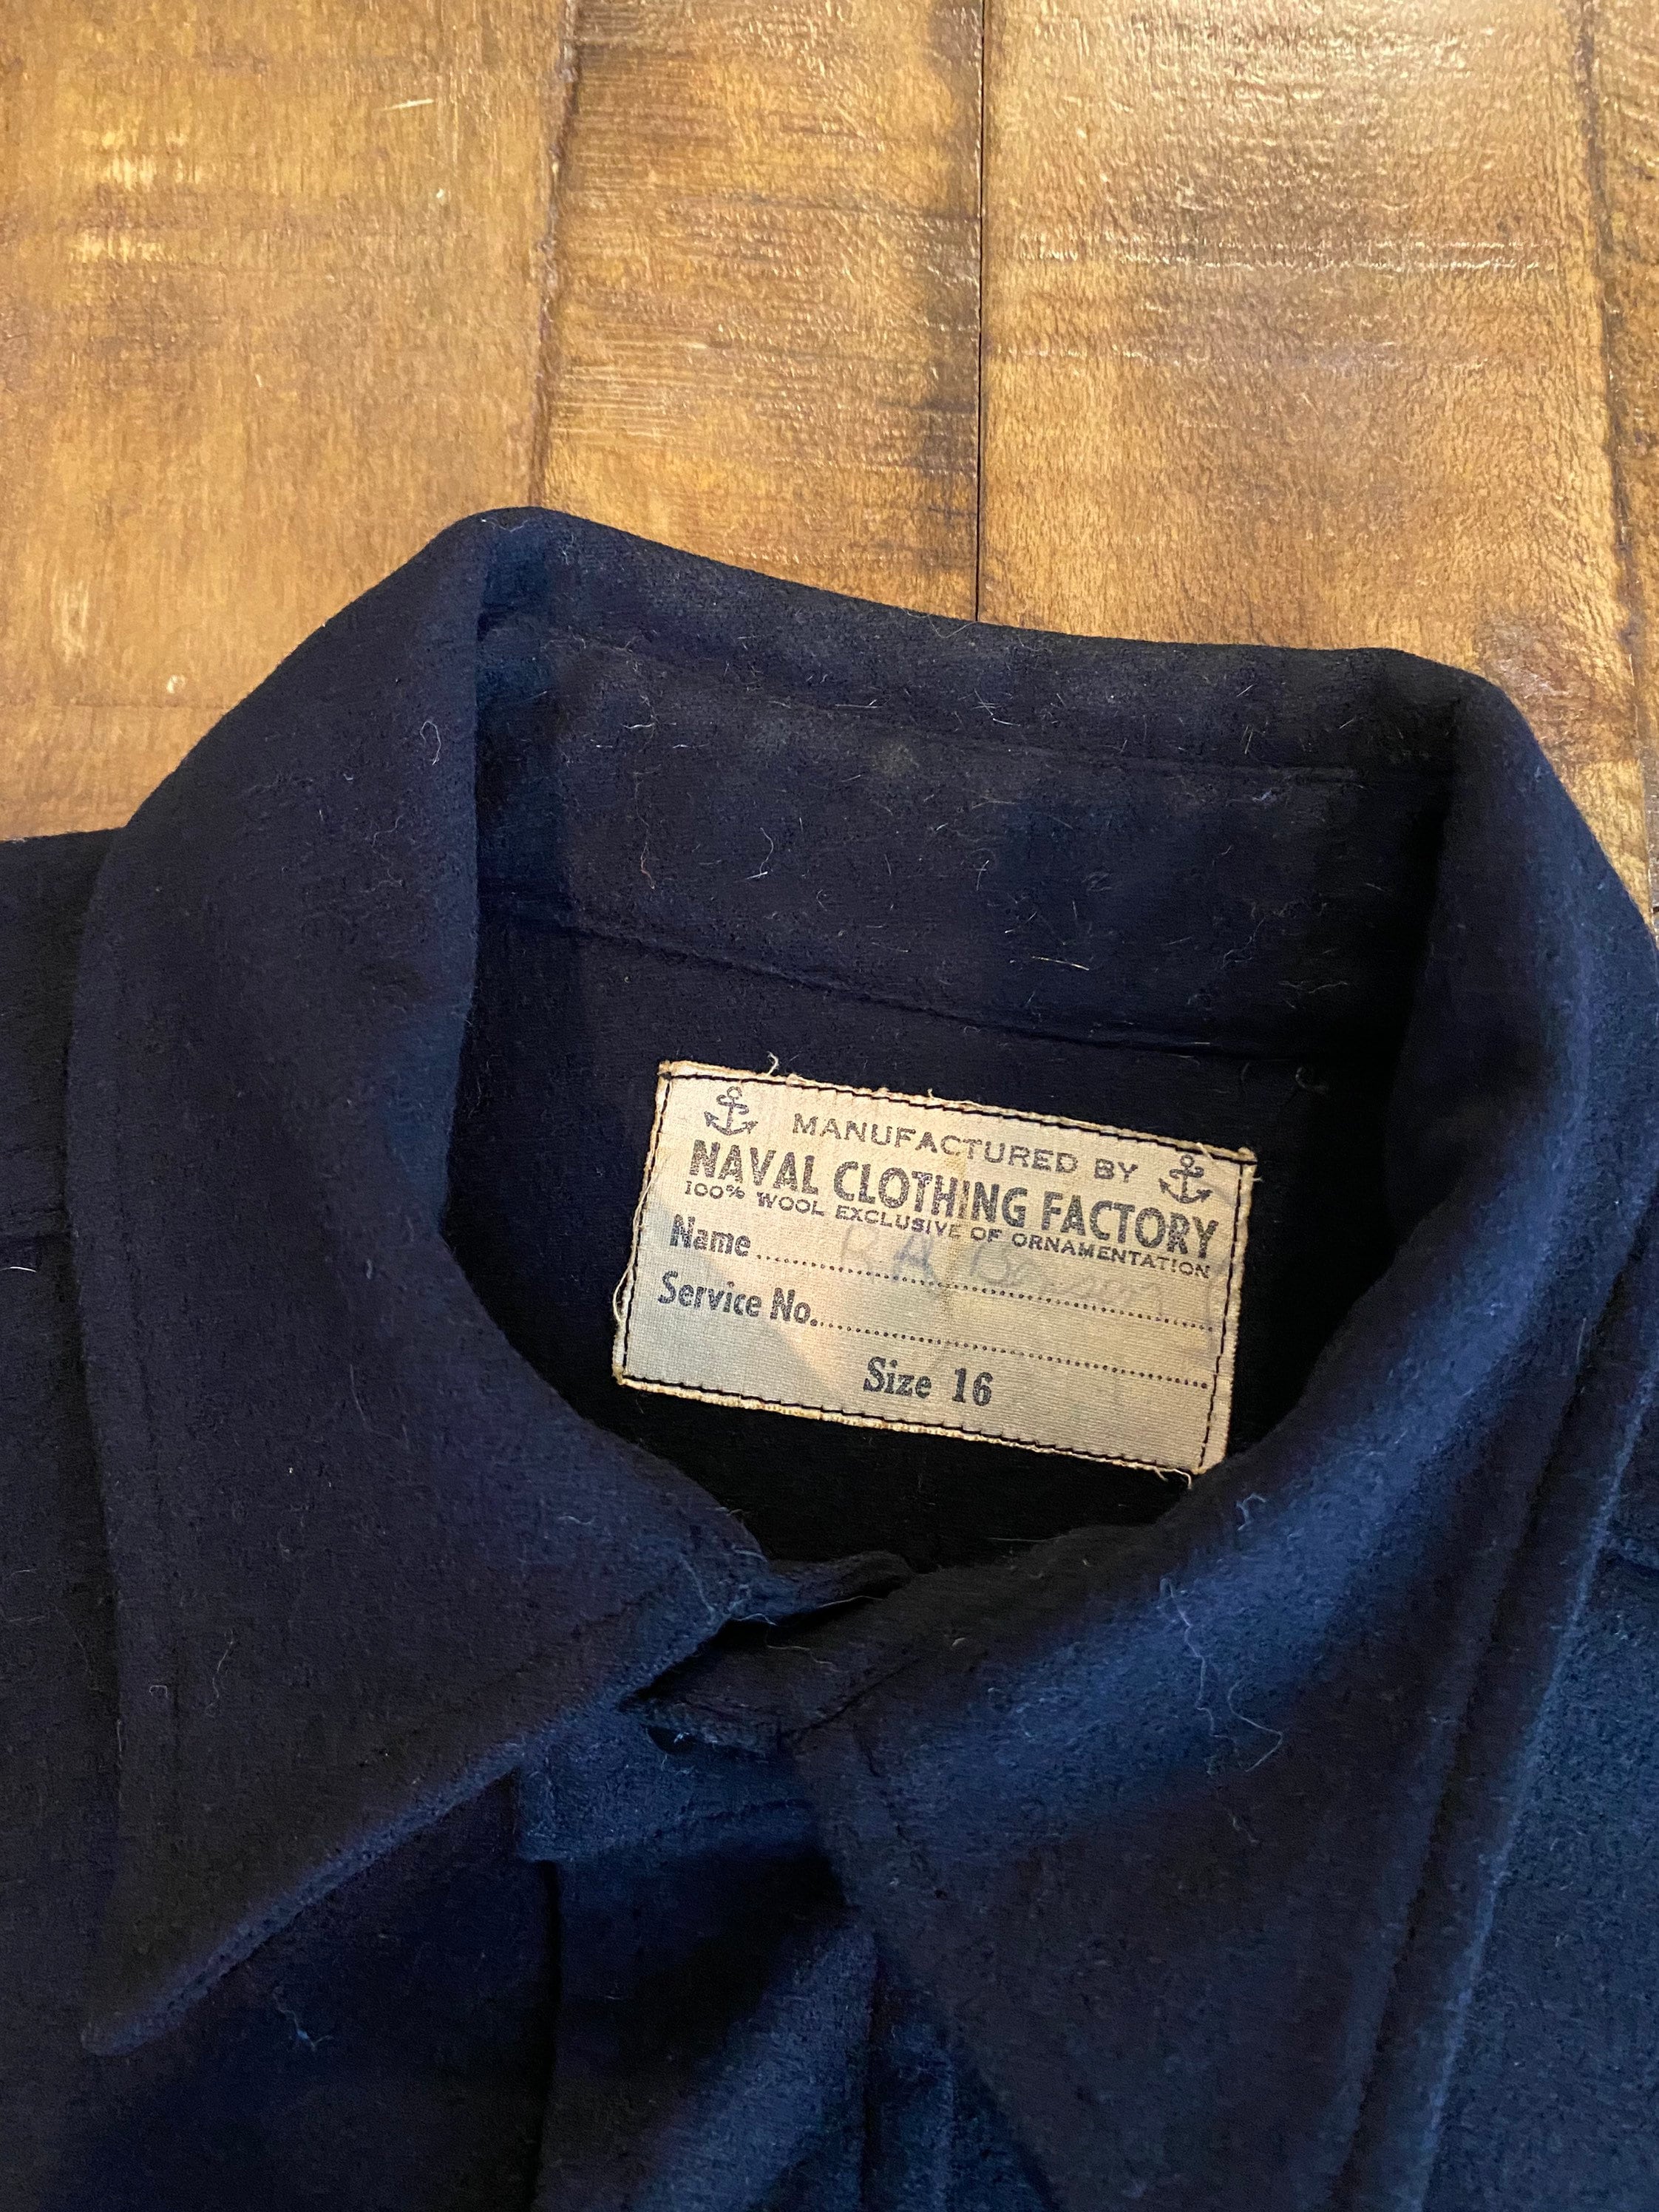 MANUFACTURED BY
NAVAL CLOTHING FACTORY
100% WOOL EXCLUSIVE OF ORNAMENTATION
Name R A
Service No.
Size 16